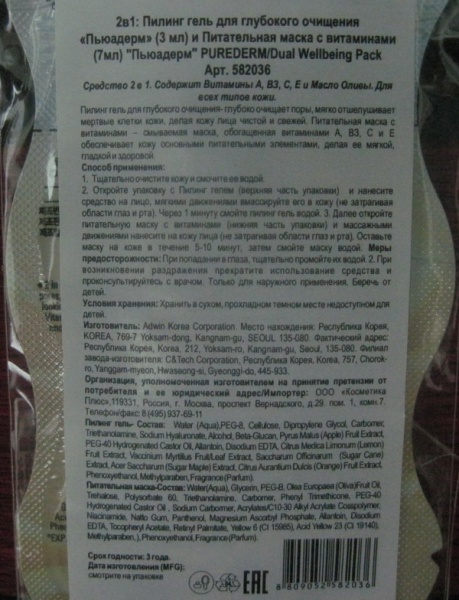 2в1: Пилинг гель для глубокого очищения
«Пьюадерм» (3 мл) и Питательная маска с витаминами
(7мл) "Пьюадерм" PUREDERM/Dual Wellbeing Pack
Арт. 582036
Средство 2 в 1. Содержит Витамины А, В3, С, Е и Масло Оливы. Для
всех типов кожи.
Пилинг гель для глубокого очищения- глубоко очищает поры, мягко отшелушивает
мертвые клетки кожи, делая кожу лица чистой и свежей. Питательная маска с
витаминами – смываемая маска, обогащенная витаминами А, В3, С и Е
обеспечивает кожу основными питательными элементами, делая ее мягкой,
гладкой и здоровой.
Способ применения:
1. Тщательно очистите кожу и смочите ее водой.
2. Откройте упаковку с Пилинг гелем (верхняя часть упаковки) и нанесите
средство на лицо, мягкими движениями вмассируйте его в кожу (не затрагивая
области глаз и рта). Через 1 минуту смойте пилинг гель водой. 3. Далее откройте
питательную маску с витаминами (нижняя часть упаковки) и массажными
движениями нанесите на кожу лица (не затрагивая области глаз и рта). Оставьте
маску на коже в течение 5-10 минут, затем смойте маску водой. Меры
предосторожности: При попадании в глаза, тщательно промойте их водой. 2. При
возникновении раздражения прекратите использование средства и
проконсультируйтесь с врачом. Только для наружного применения. Беречь от
детей.
Условия хранения: Хранить в сухом, прохладном темном месте недоступном для
детей.
Изготовитель: Adwin Korea Corporation. Место нахождения: Республика Корея,
KOREA, 769-7 Yoksam-dong, Kangnam-gu, SEOUL 135-080. Фактический адрес:
Республика Корея, 212, Yoksam-ro, Kangnam-gu, Seoul, 135-080. Филиал
завода-изготовителя: C&Tech Corporation, Республика Корея, 757, Chorok-
ro, Yanggam-myeon, Hwaseong-si, Gyeonggi-do, 445-933.
Организация, уполномоченная изготовителем на принятие претензии от
потребителя и ее юридический адрес/Импортер: ООО «Косметика
Плюс».119331, Россия, г. Москва, проспект Вернадского, д.29. пом. 1, комн.7.
Телефон/факс: 8 (495) 937-69-11
Пилинг гель- Состав: Water (Aqua),PEG-8, Cellulose, Dipropylene Glycol, Carbomer,
Triethanolamine, Sodium Hyaluronate, Alcohol, Beta-Glucan, Pyrus Malus (Apple) Fruit Extract,
PEG-40 Hydrogenated Castor Oil, Allantoin, Disodium EDTA, Citrus Medica Limonum (Lemon)
Fruit Extract, Vaccinium Myrtillus Fruit/Leaf Extract, Saccharum Officinarum (Sugar Cane)
Extract, Acer Saccharum (Sugar Maple) Extract, Citrus Aurantium Dulcis (Orange) Fruit Extract,
Phenoxyethanol, Methylparaben, Fragrance(Parfum).
Питательная маска-Состав: Water(Aqua), Glycerin, PEG-8, Olea Europaea (Oliva)Fruit Oil,
Trehalose, Polysorbate 60, Triethanolamine, Carbomer, Phenyl Trimethicone, PEG-40
Hydrogenated Castor Oil , Sodium Carbomer, Acrylates/C10-30 Alkyl Acrylate Crosspolymer,
Niacinamide, Natto Gum, Panthenol, Magnesium Ascorbyl Phosphate, Allantoin, Disodium
EDTA, Tocopheryl Acetate, Retinyl Palmitate, Yellow 6 (CI 15985), Acid Yellow 23 (CI 19140),
Methylparaben, ), Phenoxyethanol, Fragrance(Parfum).
Срок годности: 3 года.
Дата изготовления (MFG):
смотрите на упаковке
EAC
8 809052 582036